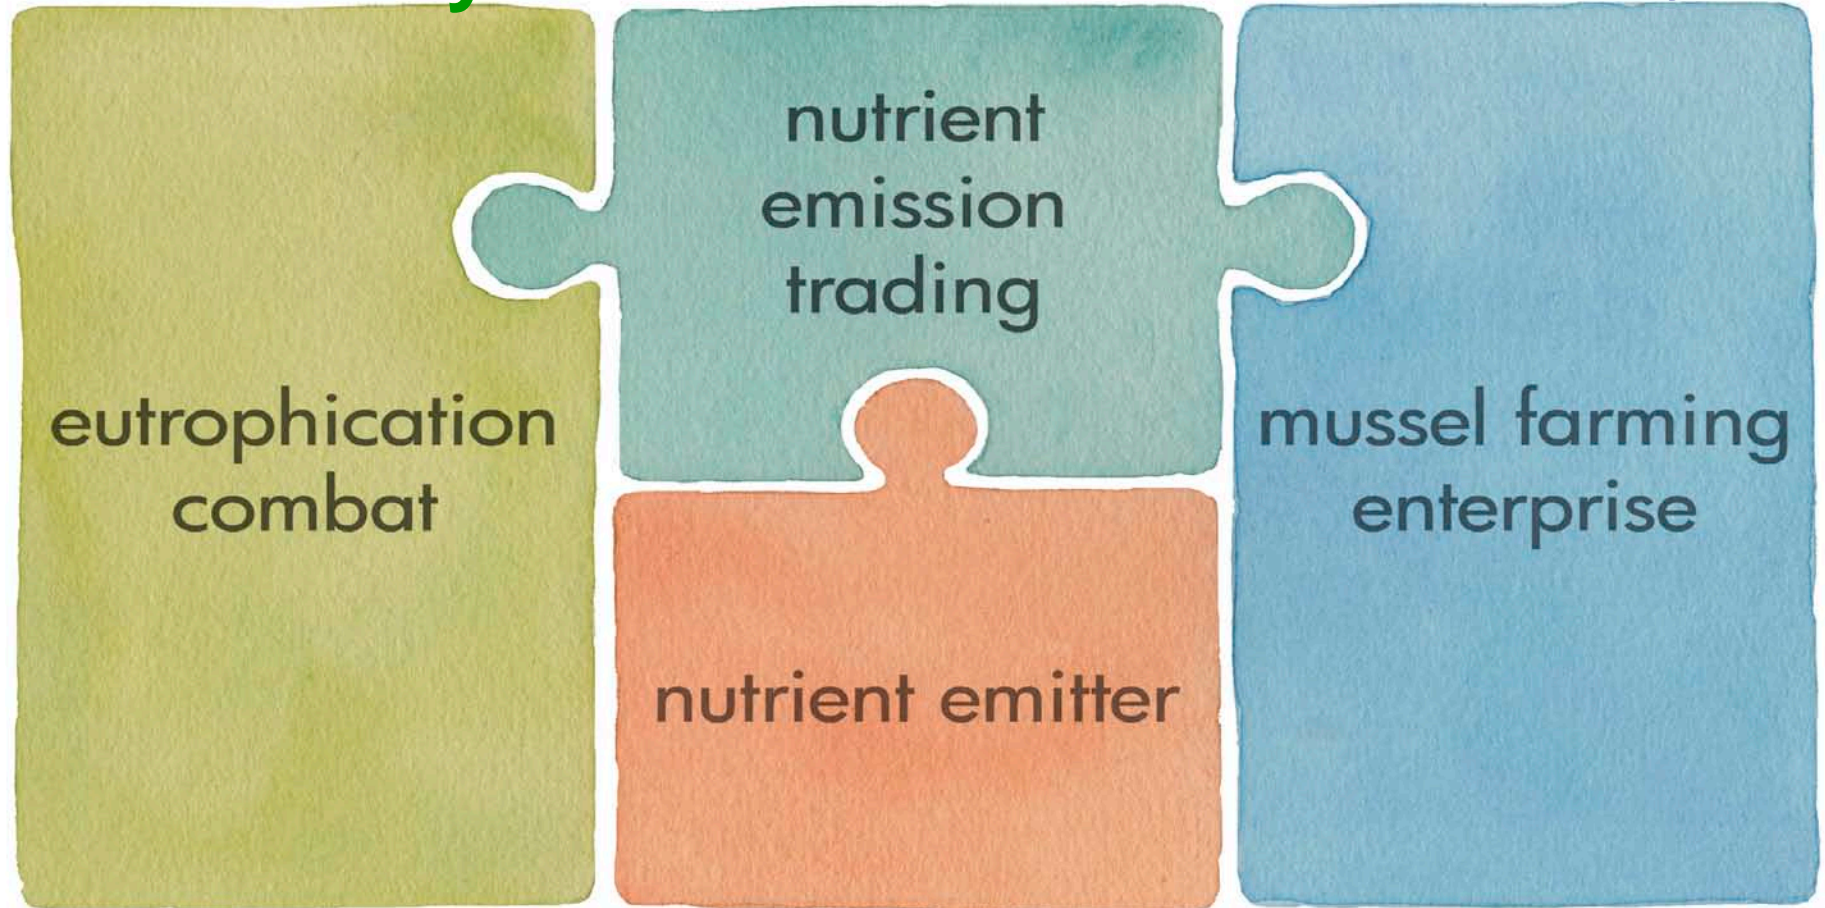 eutrophication
combat
nutrient
emission
trading
nutrient emitter
mussel farming
enterprise